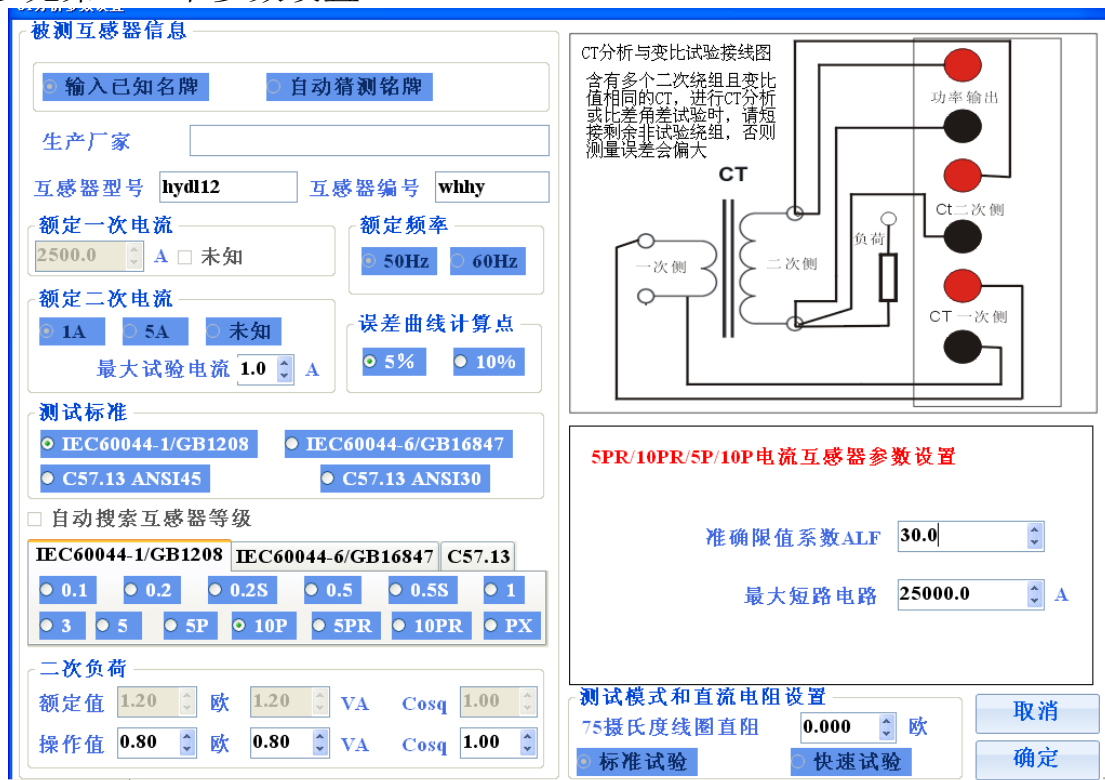 CT分析参数设置
被测互感器信息
输入已知名牌 自动猜测铭牌
生产厂家
互感器型号 hydl12 互感器编号 whhy
额定一次电流
2500.0 A 未知
额定频率
50Hz 60Hz
额定二次电流
1A 5A 未知
最大试验电流 1.0 A
误差曲线计算点
5% 10%
测试标准
IEC60044-1/GB1208 IEC60044-6/GB16847
C57.13 ANSI45 C57.13 ANSI30
自动搜索互感器等级
IEC60044-1/GB1208 IEC60044-6/GB16847 C57.13
0.1 0.2 0.2S 0.5 0.5S 1
3 5 5P 10P 5PR 10PR PX
二次负荷
额定值 1.20 欧 1.20 VA Cosq 1.00
操作值 0.80 欧 0.80 VA Cosq 1.00
CT分析与变比试验接线图
含有多个二次绕组且变比
值相同的CT，进行CT分析
或比差角差试验时，请短
接剩余非试验绕组，否则
测量误差会偏大
CT
功率输出
Ct二次侧
负荷
一次侧
二次侧
CT一次侧
5PR/10PR/5P/10P电流互感器参数设置
准确限值系数ALF 30.0
最大短路电路 25000.0 A
测试模式和直流电阻设置
75摄氏度线圈直阻 0.000 欧
标准试验 快速试验
取消
确定